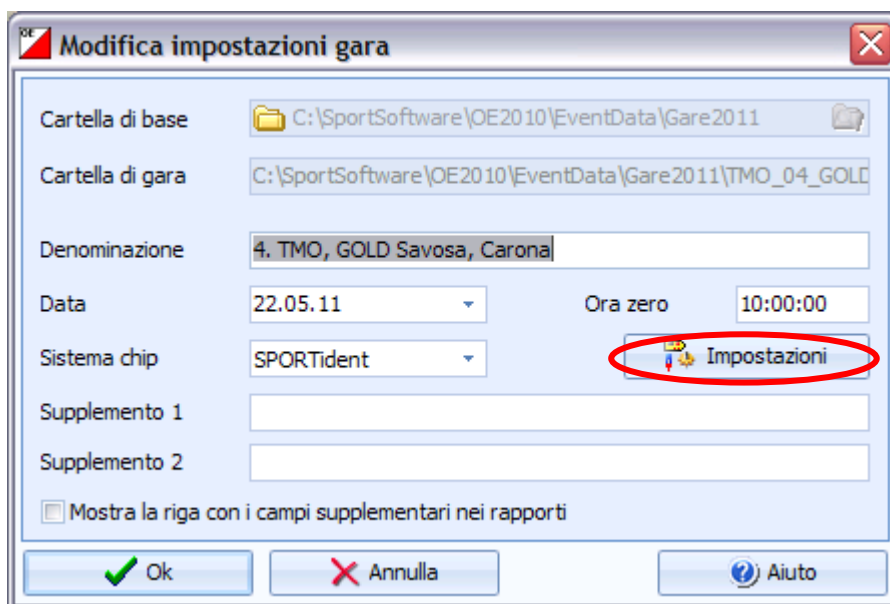 OE
Modifica impostazioni gara
Cartella di base C:\SportSoftware\OE2010\EventData\Gare2011
Cartella di gara C:\SportSoftware\OE2010\EventData\Gare2011\TMO_04_GOLD
Denominazione 4. TMO, GOLD Savosa, Carona
Data 22.05.11 Ora zero 10:00:00
Sistema chip SPORTident Impostazioni
Supplemento 1
Supplemento 2
Mostra la riga con i campi supplementari nei rapporti
Ok Annulla Aiuto